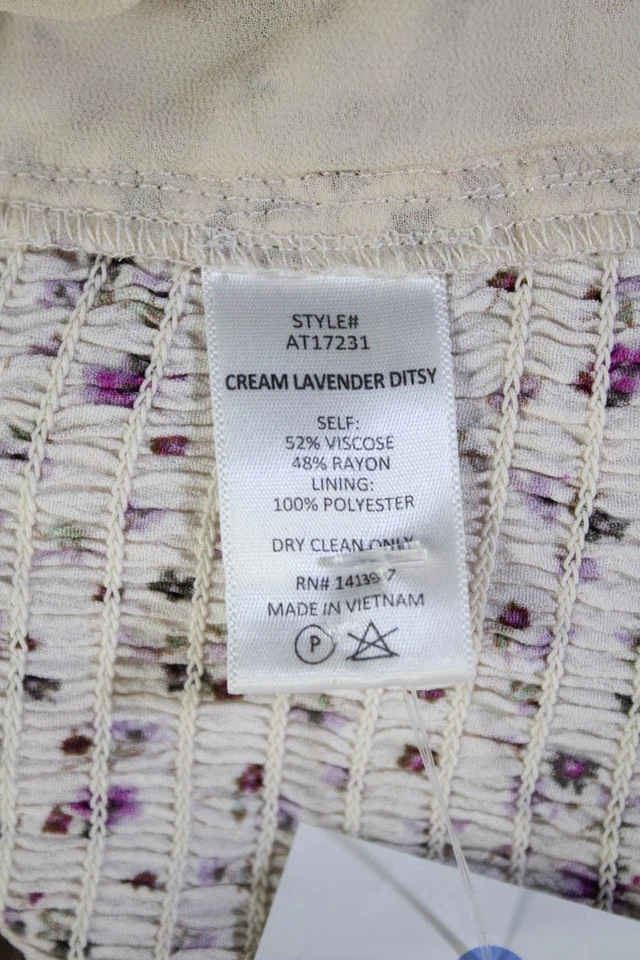 STYLE#
AT17231
CREAM LAVENDER DITSY
SELF:
52% VISCOSE
48% RAYON
LINING:
100% POLYESTER
DRY CLEAN ONLY
RN#
MADE IN VIETNAM
P